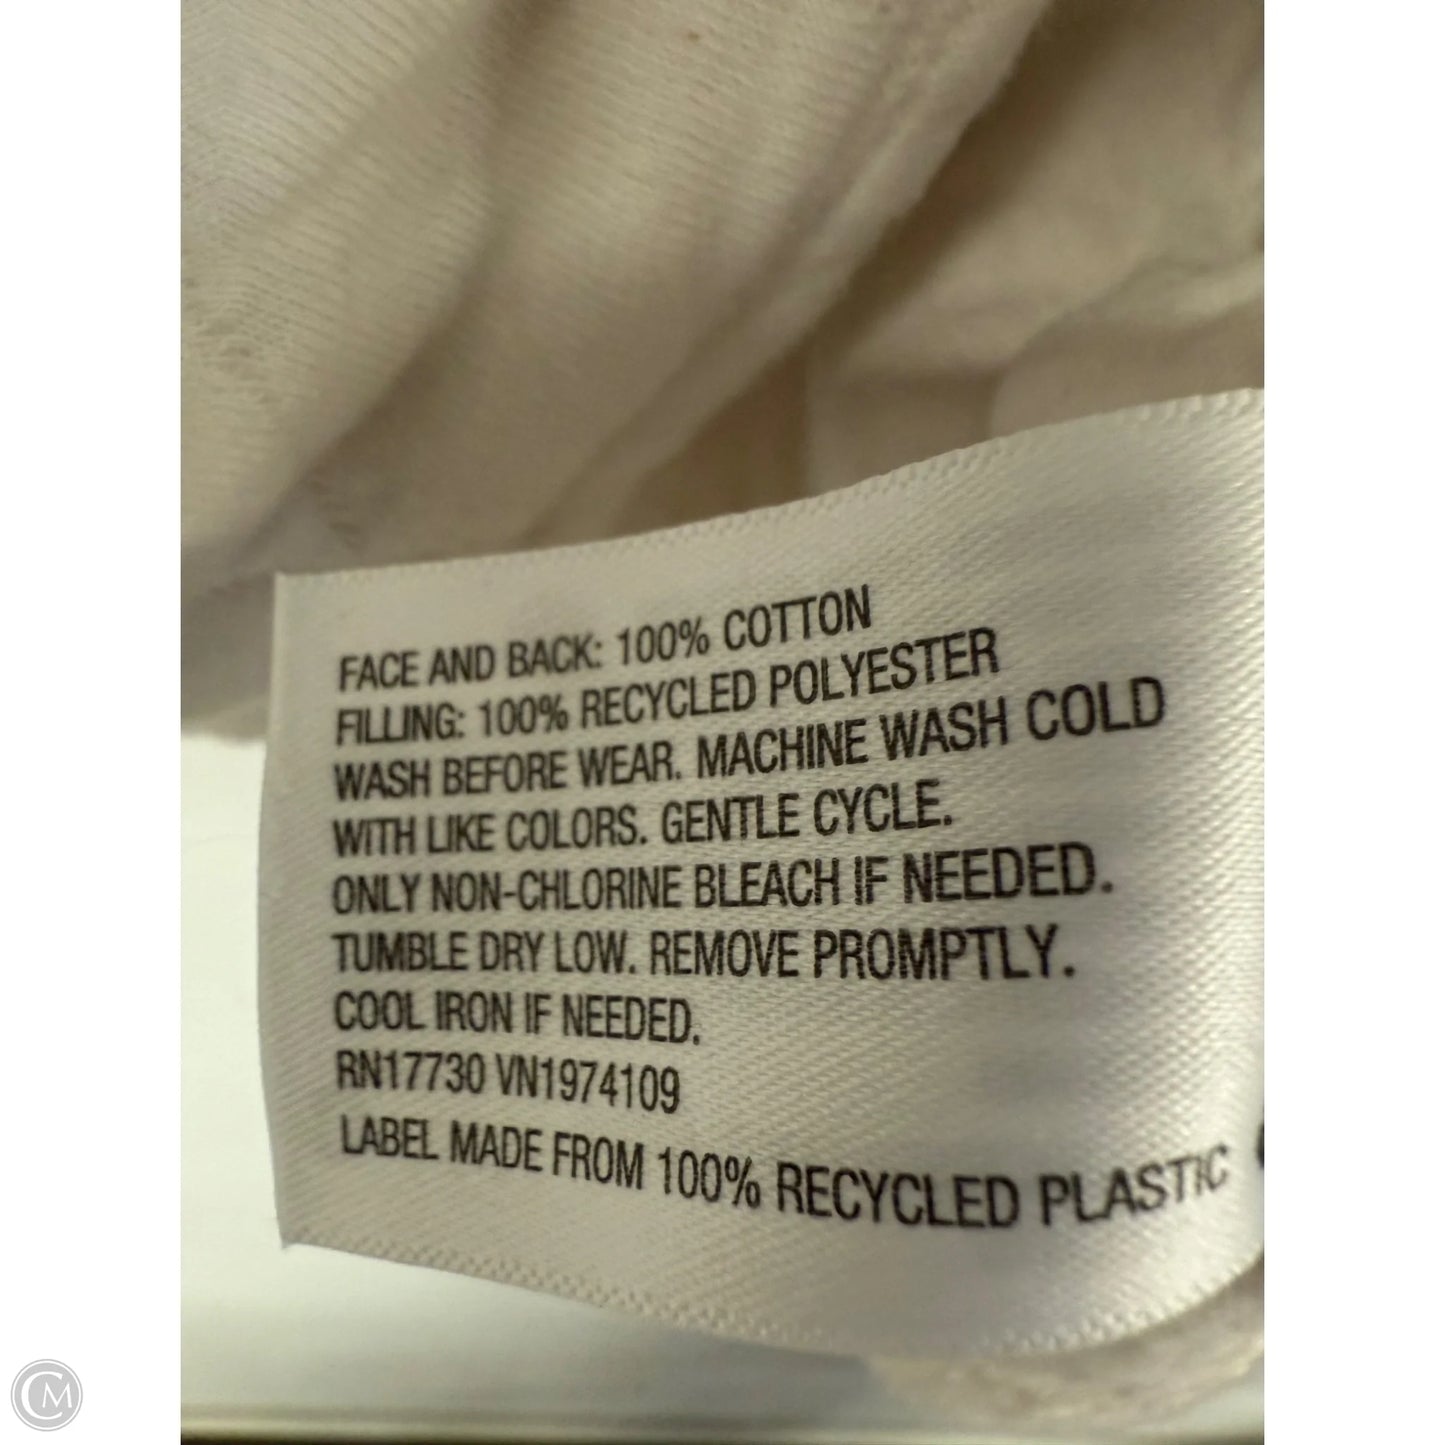 FACE AND BACK: 100% COTTON
FILLING: 100% RECYCLED POLYESTER
WASH BEFORE WEAR. MACHINE WASH COLD
WITH LIKE COLORS. GENTLE CYCLE.
ONLY NON-CHLORINE BLEACH IF NEEDED.
TUMBLE DRY LOW. REMOVE PROMPTLY.
COOL IRON IF NEEDED.
RN17730 VN1974109
LABEL MADE FROM 100% RECYCLED PLASTIC
CM